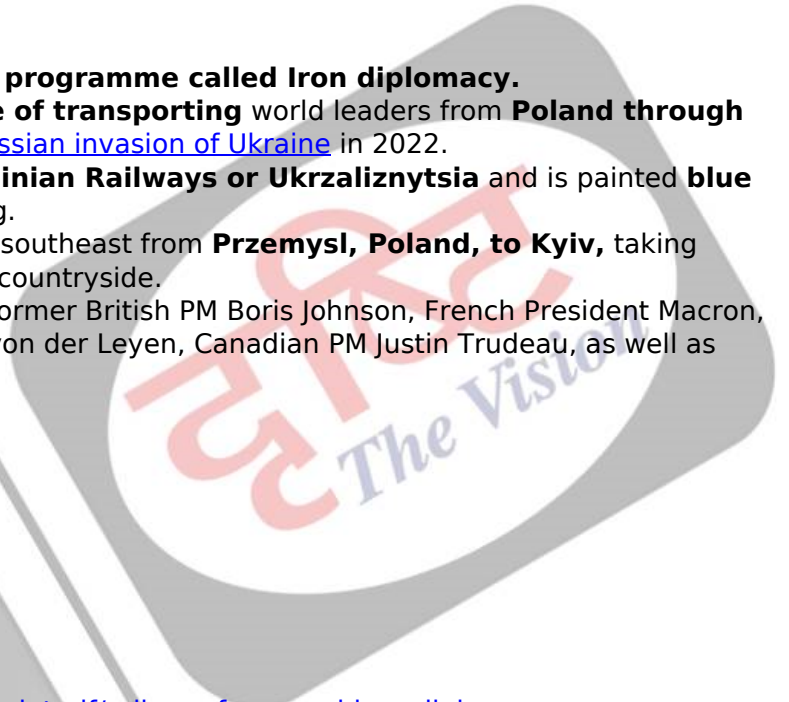 programme called Iron diplomacy.
of transporting world leaders from Poland through
ssian invasion of Ukraine in 2022.
inian Railways or Ukrzaliznytsia and is painted blue
g.
southeast from Przemysl, Poland, to Kyiv, taking
countryside.
ormer British PM Boris Johnson, French President Macron,
von der Leyen, Canadian PM Justin Trudeau, as well as
दृष्टि
The Vision